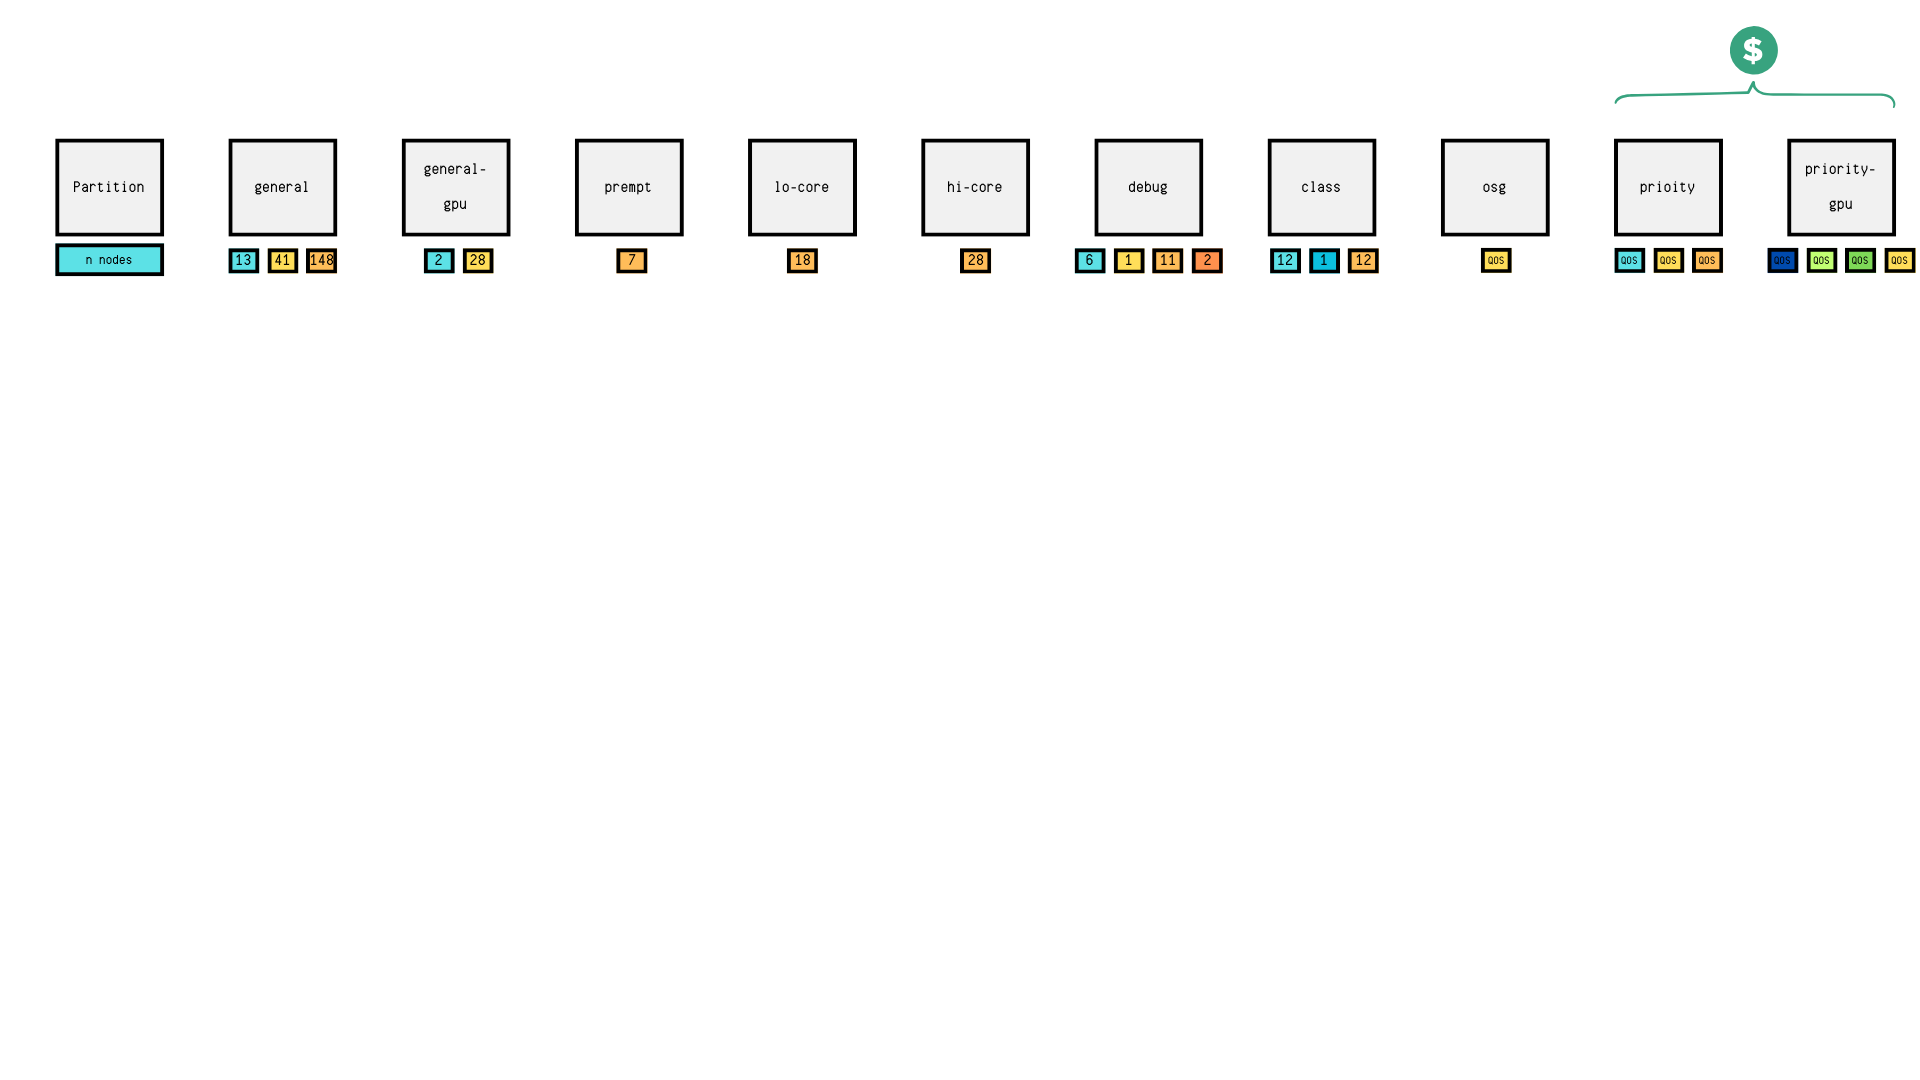 $
Partition
general
general-
gpu
prempt
lo-core
hi-core
debug
class
osg
prioity
priority-
gpu
n nodes
13 41 148
2 28
7
18
28
6 1 11 2
12 1 12
QOS
QOS QOS QOS
QOS QOS QOS QOS